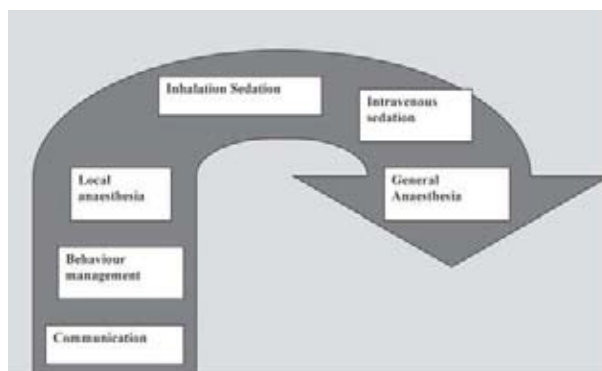 Inhalation Sedation
Intravenous
sedation
Local
anaesthesia
General
Anaesthesia
Behaviour
management
Communication